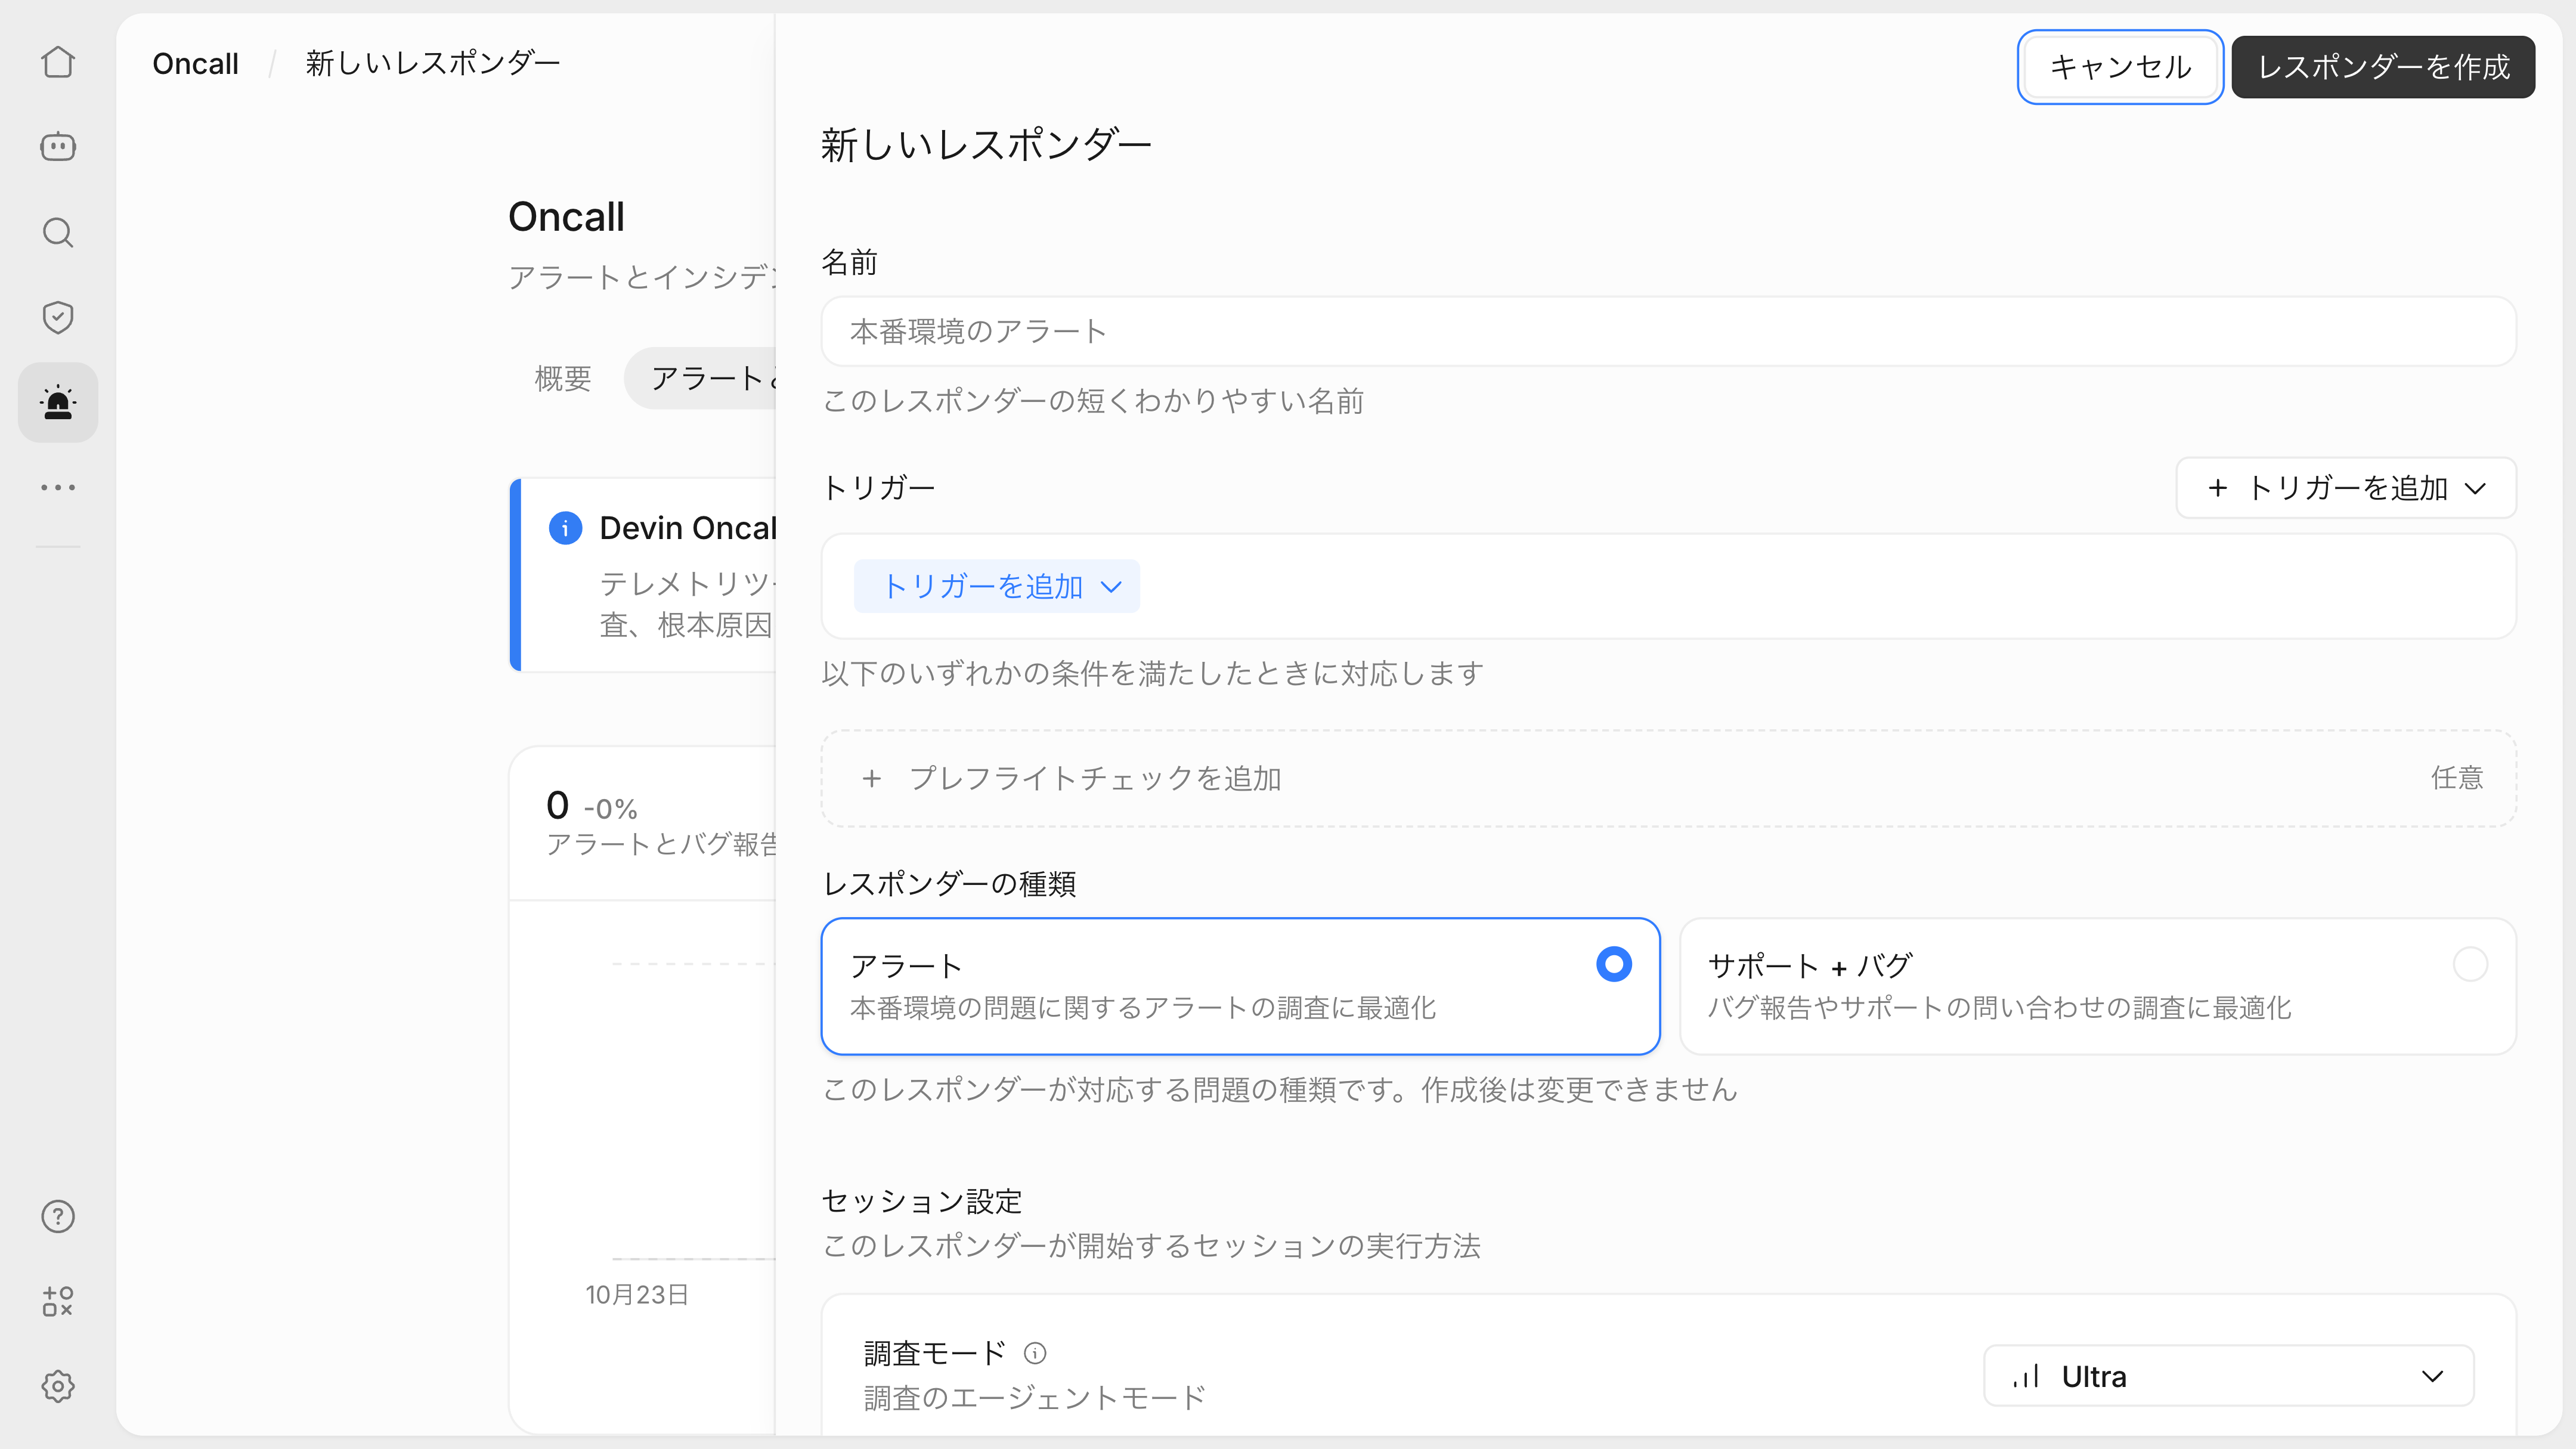 Oncall / 新しいレスポンダー
キャンセル
レスポンダーを作成
Oncall
アラートとインシデン
概要
アラートと
Devin Oncal
テレメトリツー
査、根本原因
0 -0%
アラートとバグ報告
10月23日
新しいレスポンダー
名前
本番環境のアラート
このレスポンダーの短くわかりやすい名前
トリガー
+ トリガーを追加
トリガーを追加
以下のいずれかの条件を満たしたときに対応します
+ プレフライトチェックを追加
任意
レスポンダーの種類
アラート
本番環境の問題に関するアラートの調査に最適化
サポート + バグ
バグ報告やサポートの問い合わせの調査に最適化
このレスポンダーが対応する問題の種類です。作成後は変更できません
セッション設定
このレスポンダーが開始するセッションの実行方法
調査モード
調査のエージェントモード
Ultra